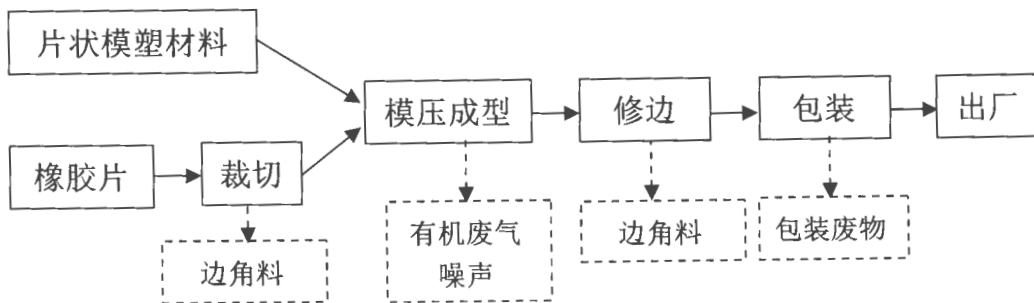 片状模塑材料
模压成型
修边
包装
出厂
橡胶片
裁切
边角料
有机废气
噪声
边角料
包装废物